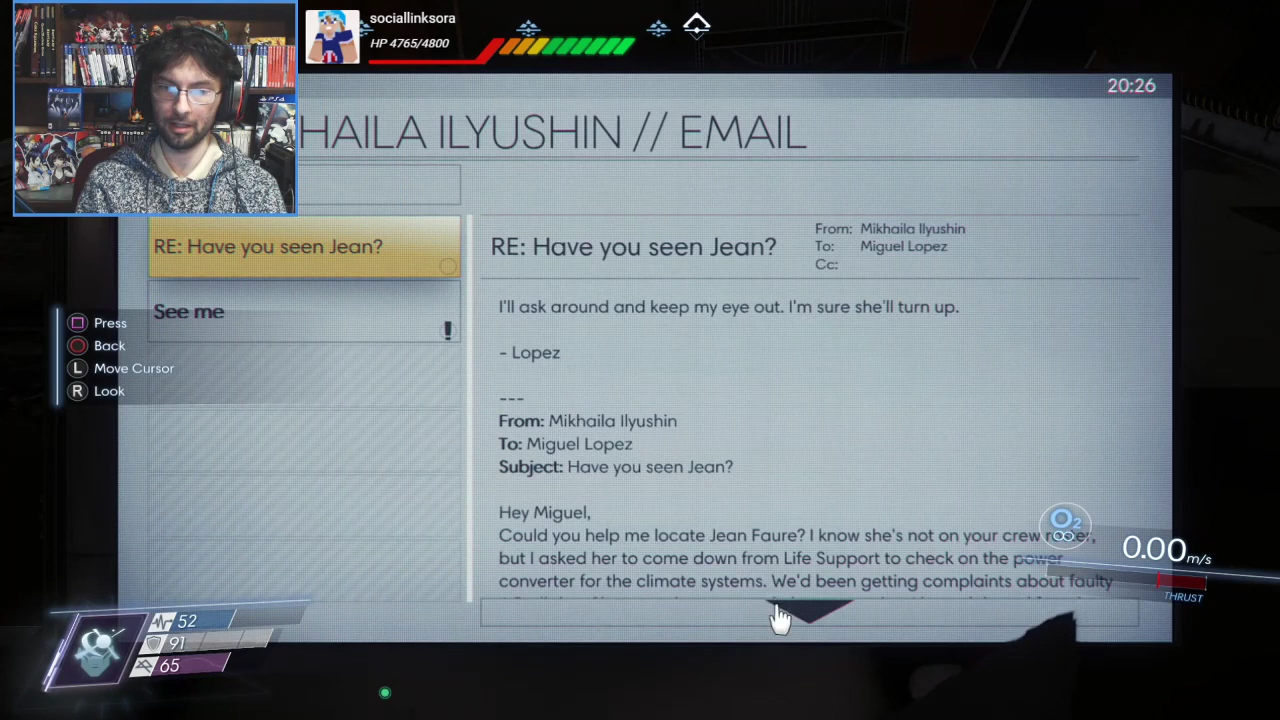 sociallinksora
HP 4765/4800
20:26
HAILA ILYUSHIN // EMAIL
RE: Have you seen Jean?
See me
!
RE: Have you seen Jean?
From: Mikhaila Ilyushin
To: Miguel Lopez
Cc:
I'll ask around and keep my eye out. I'm sure she'll turn up.
- Lopez
---
From: Mikhaila Ilyushin
To: Miguel Lopez
Subject: Have you seen Jean?
Hey Miguel,
Could you help me locate Jean Faure? I know she's not on your crew roster,
but I asked her to come down from Life Support to check on the power
converter for the climate systems. We'd been getting complaints about faulty
Press
Back
L Move Cursor
R Look
O2
∞
0.00 m/s
THRUST
52
91
65